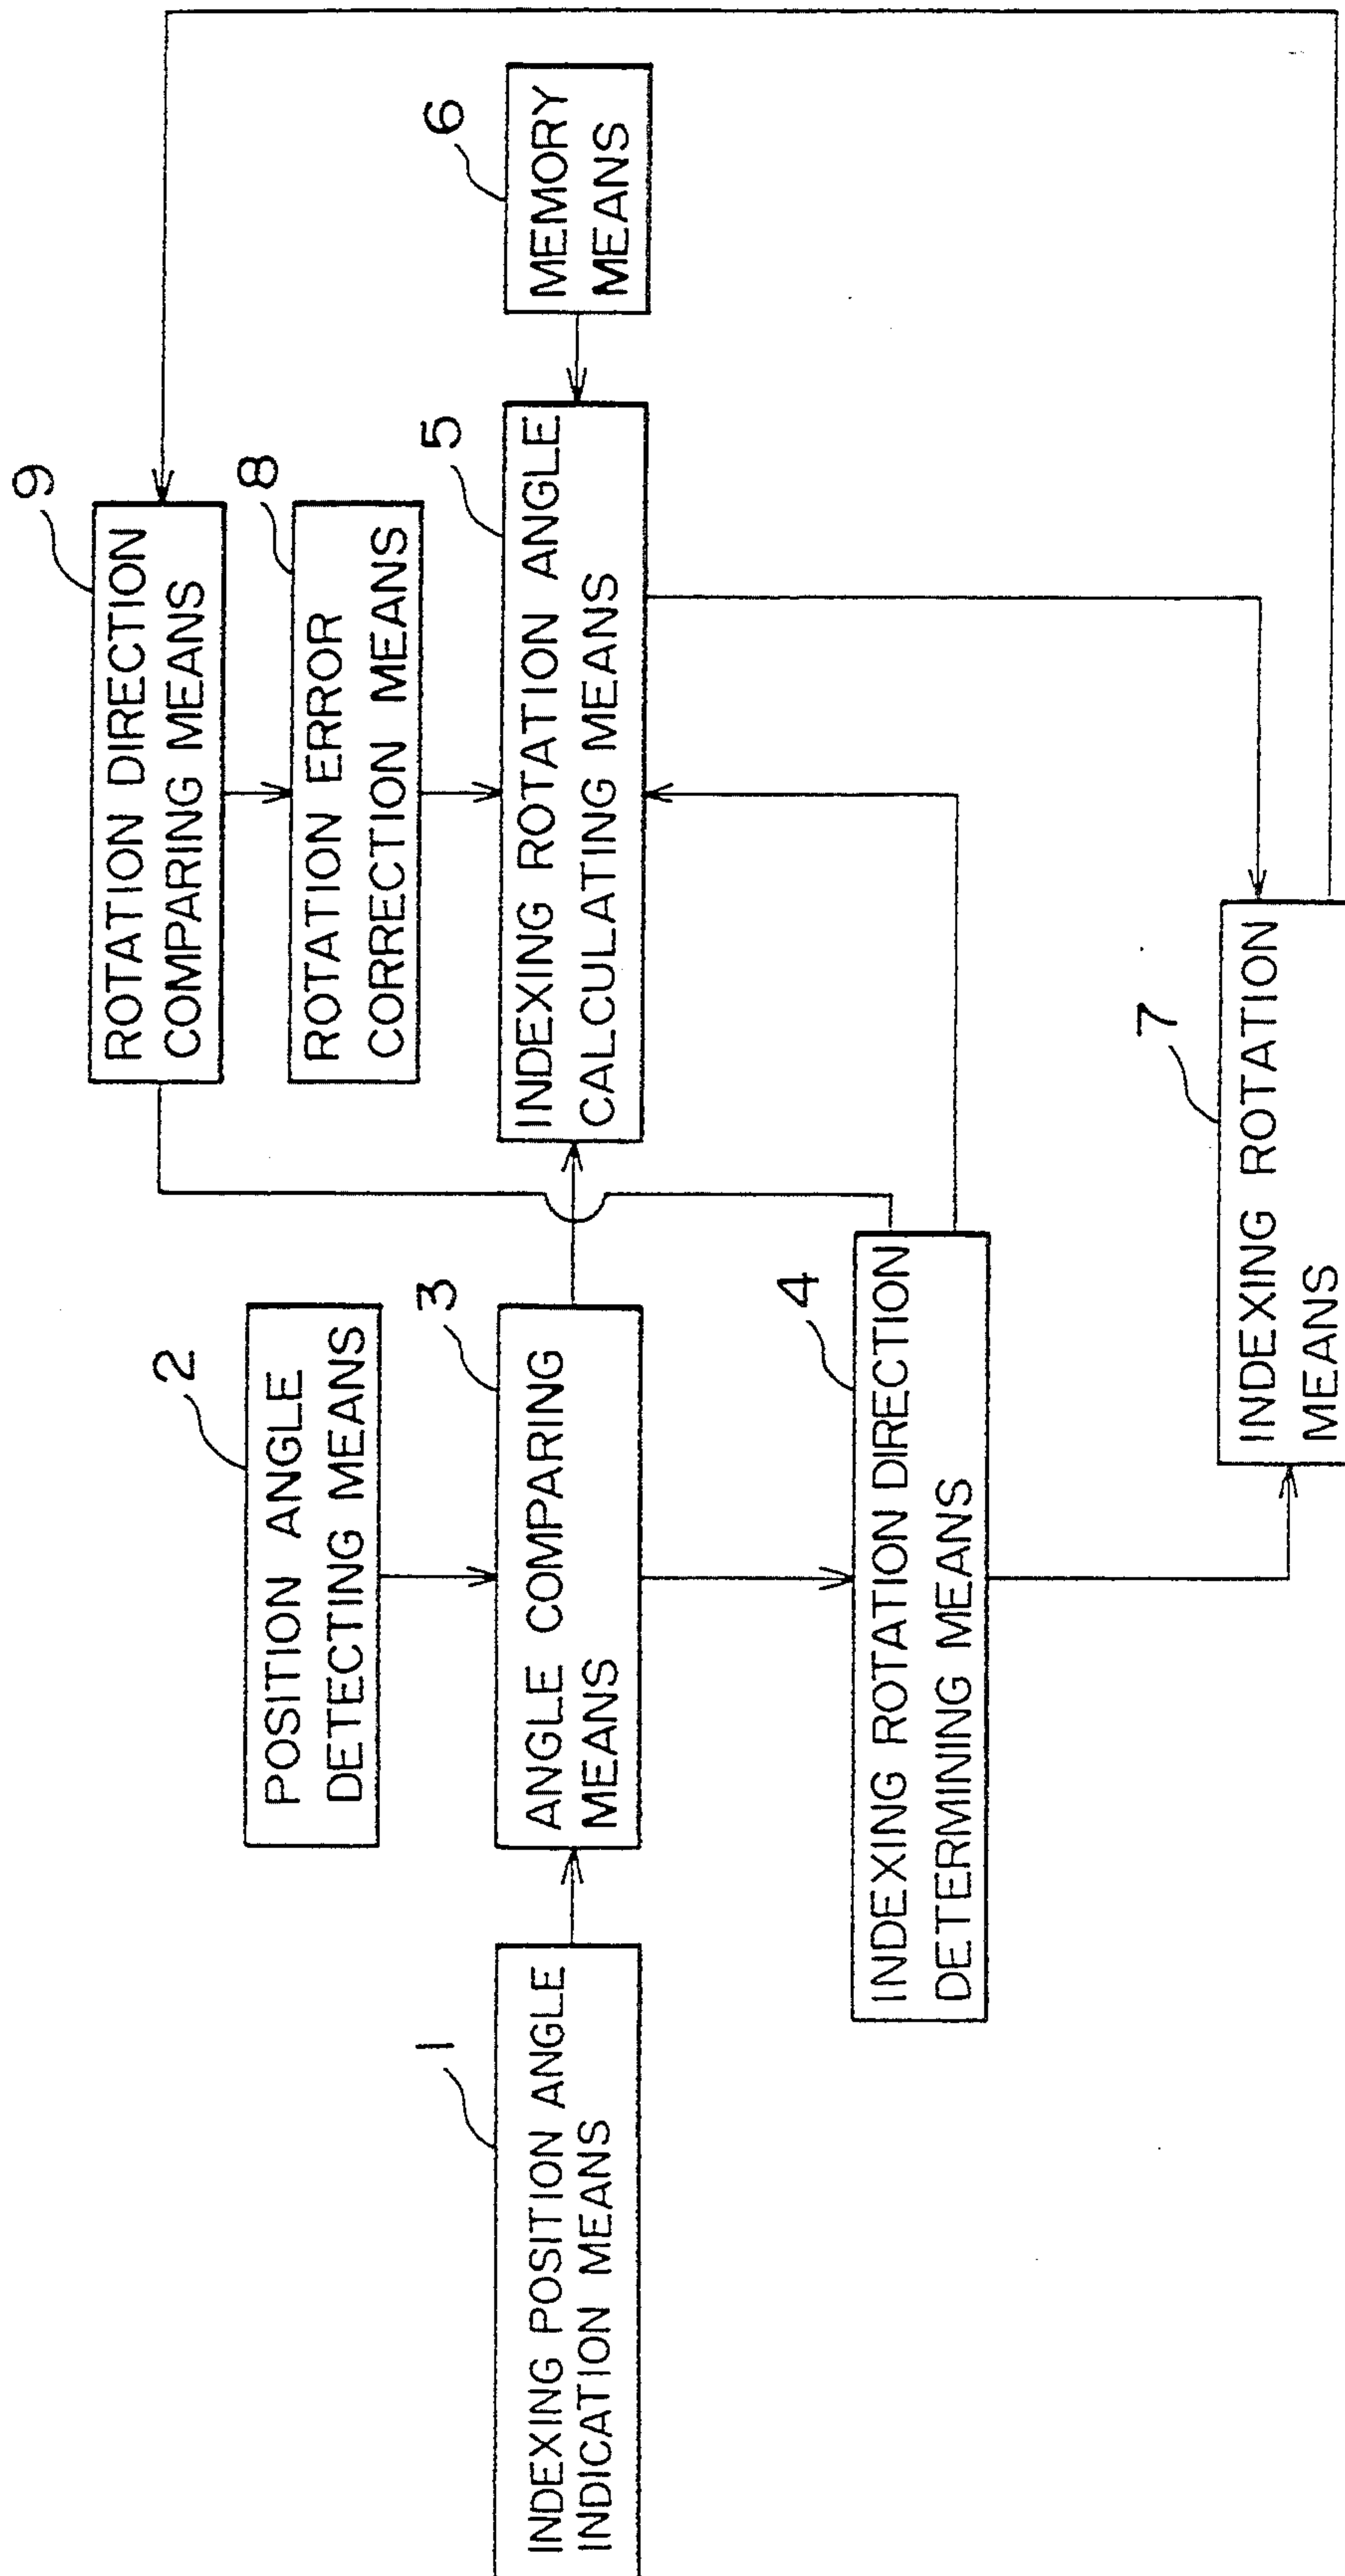 1
INDEXING POSITION ANGLE
INDICATION MEANS
2
POSITION ANGLE
DETECTING MEANS
3
ANGLE COMPARING
MEANS
4
INDEXING ROTATION DIRECTION
DETERMINING MEANS
9
ROTATION DIRECTION
COMPARING MEANS
8
ROTATION ERROR
CORRECTION MEANS
5
INDEXING ROTATION ANGLE
CALCULATING MEANS
6
MEMORY
MEANS
7
INDEXING ROTATION
MEANS